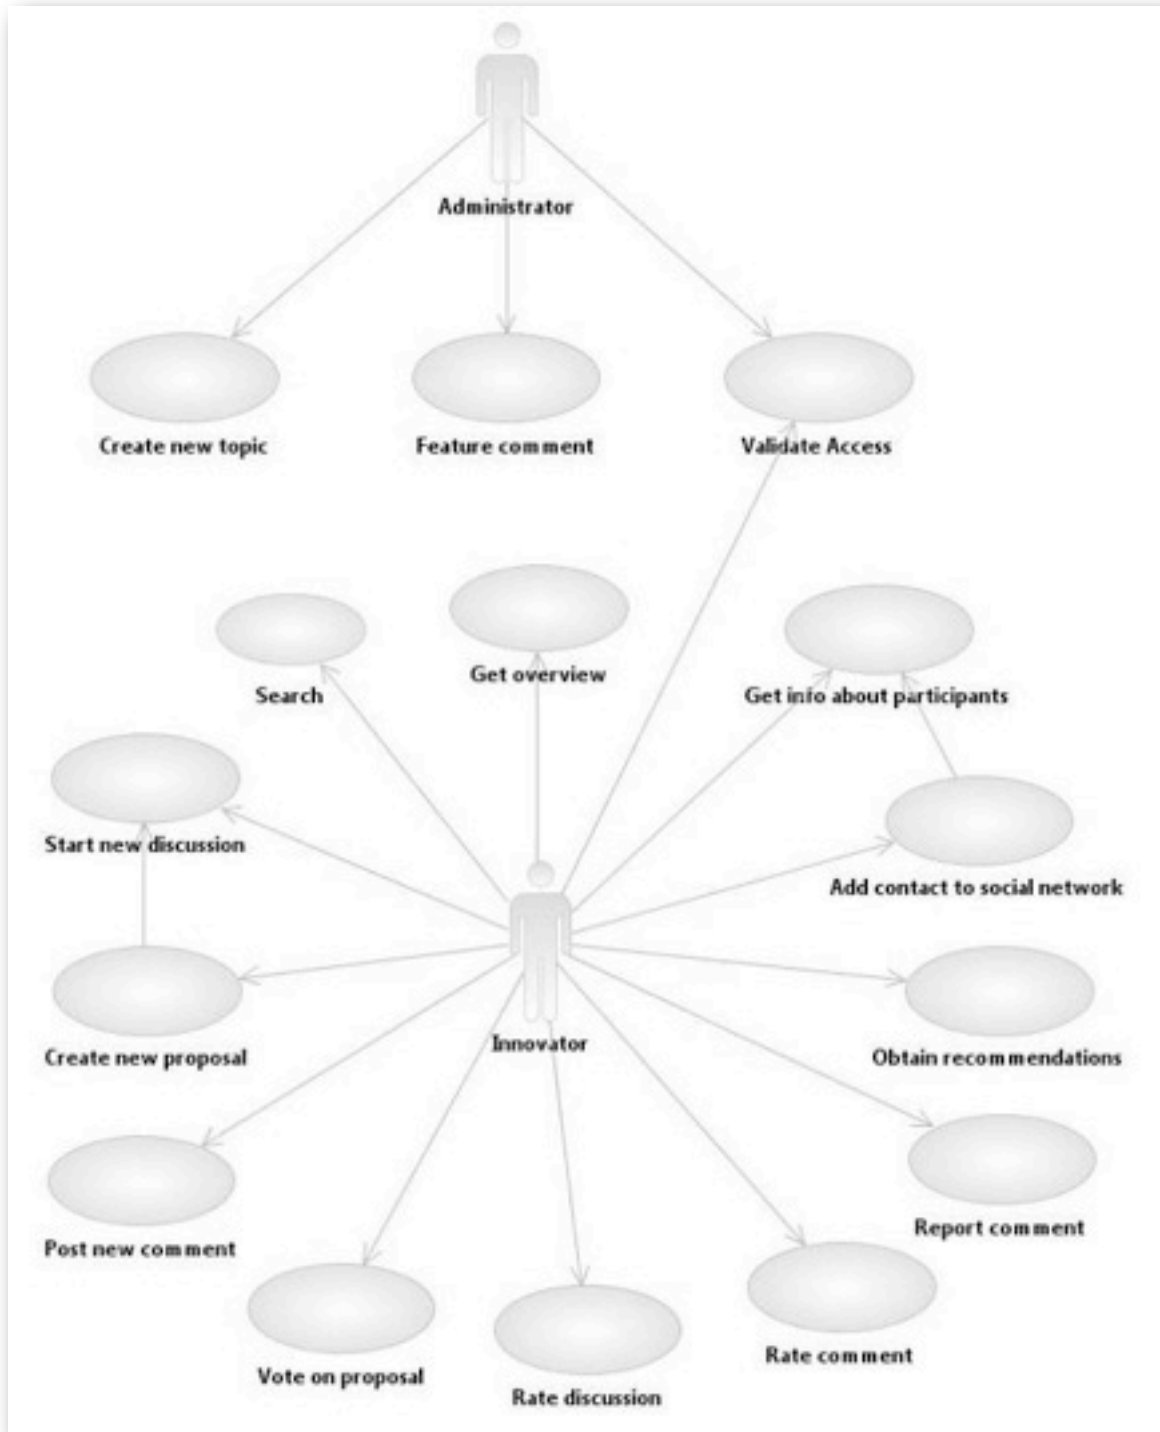 Administrator
Create new topic
Feature comment
Validate Access
Search
Get overview
Get info about participants
Start new discussion
Add contact to social network
Create new proposal
Innovator
Obtain recommendations
Post new comment
Report comment
Vote on proposal
Rate discussion
Rate comment